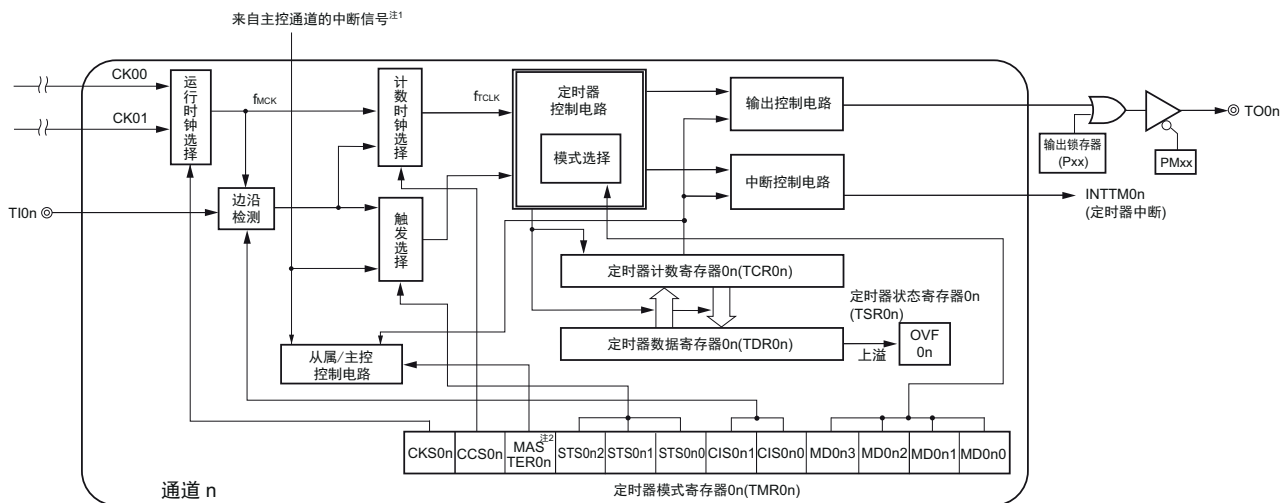 来自主控通道的中断信号注1
CK00
CK01
运行时钟选择
fMCK
计数时钟选择
fTCLK
定时器
控制电路
模式选择
输出控制电路
TO0n
输出锁存器
(Pxx)
PMxx
中断控制电路
INTTM0n
(定时器中断)
TI0n
边沿
检测
触发选择
定时器计数寄存器0n(TCR0n)
定时器状态寄存器0n
(TSR0n)
定时器数据寄存器0n(TDR0n)
上溢
OVF
0n
从属/主控
控制电路
CKS0n
CCS0n
MAS注2
TER0n
STS0n2
STS0n1
STS0n0
CIS0n1
CIS0n0
MD0n3
MD0n2
MD0n1
MD0n0
通道 n
定时器模式寄存器0n(TMR0n)